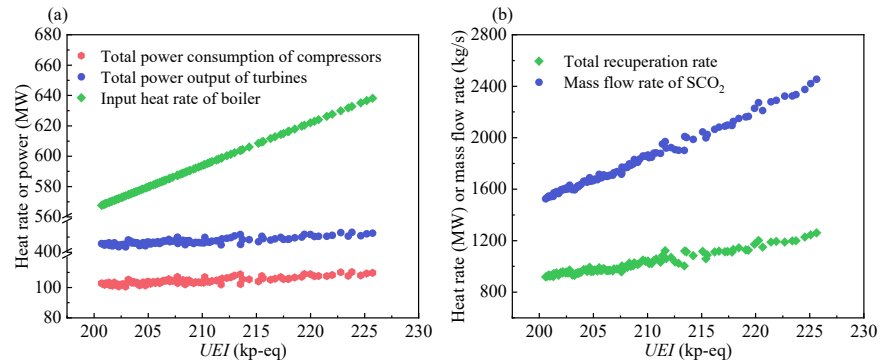 (a)
Total power consumption of compressors
Total power output of turbines
Input heat rate of boiler
Heat rate or power (MW)
680
660
640
620
600
580
560
400
100
80
200 205 210 215 220 225 230
UEI (kp-eq)
(b)
Total recuperation rate
Mass flow rate of SCO₂
Heat rate (MW) or mass flow rate (kg/s)
2800
2400
2000
1600
1200
800
200 205 210 215 220 225 230
UEI (kp-eq)